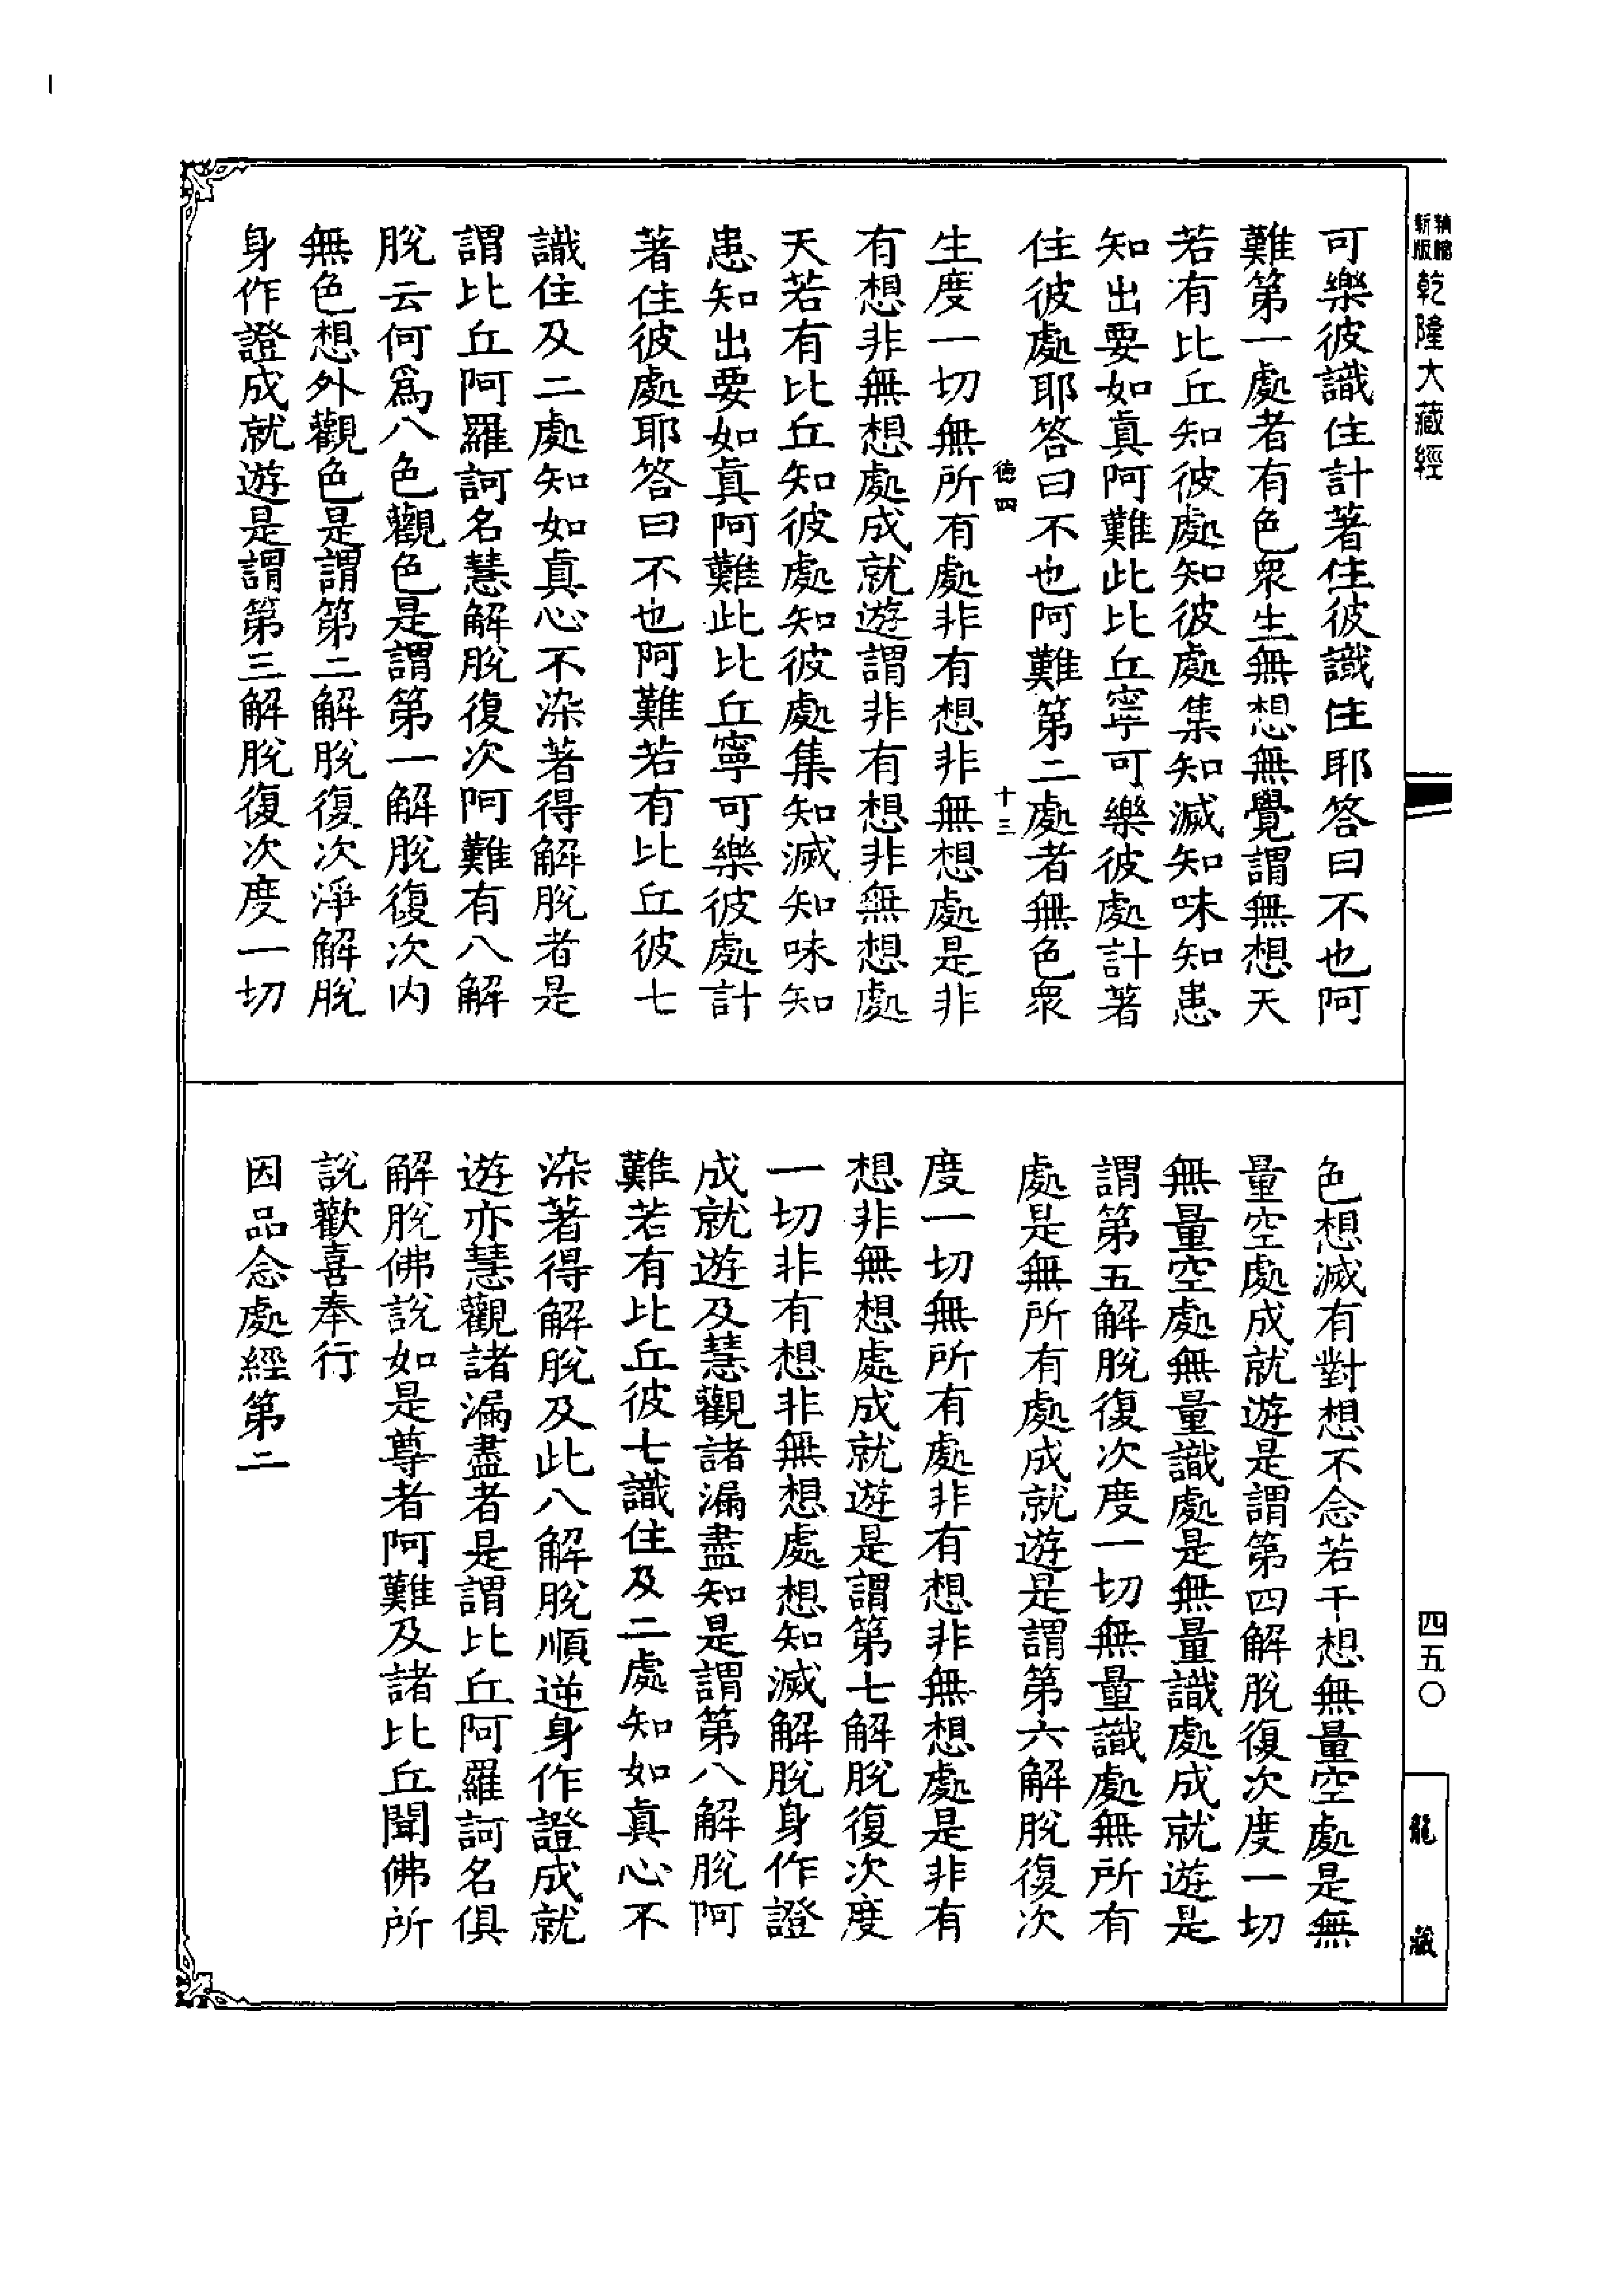 新版精縮乾隆大藏經
可樂彼識住計著住彼識住耶答曰不也阿
難第一處者有色衆生無想無覺謂無想天
若有比丘知彼處知彼處集知滅知味知患
知出要如真阿難此比丘寧可樂彼處計著
住彼處耶答曰不也阿難第二處者無色衆
德四 十三
生度一切無所有處非有想非無想處是非
有想非無想處成就遊謂非有想非無想處
天若有比丘知彼處知彼處集知滅知味知
患知出要如真阿難此比丘寧可樂彼處計
著住彼處耶答曰不也阿難若有比丘彼七
識住及二處知如真心不染著得解脫者是
謂比丘阿羅訶名慧解脫復次阿難有八解
脫云何爲八色觀色是謂第一解脫復次內
無色想外觀色是謂第二解脫復次淨解脫
身作證成就遊是謂第三解脫復次度一切
色想滅有對想不念若干想無量空處是無
量空處成就遊是謂第四解脫復次度一切
無量空處無量識處是無量識處成就遊是
謂第五解脫復次度一切無量識處無所有
處是無所有處成就遊是謂第六解脫復次
度一切無所有處非有想非無想處是非有
想非無想處成就遊是謂第七解脫復次度
一切非有想非無想處想知滅解脫身作證
成就遊及慧觀諸漏盡知是謂第八解脫阿
難若有比丘彼七識住及二處知如真心不
染著得解脫及此八解脫順逆身作證成就
遊亦慧觀諸漏盡者是謂比丘阿羅訶名俱
解脫佛說如是尊者阿難及諸比丘聞佛所
說歡喜奉行
因品念處經第二
四五〇
龍藏